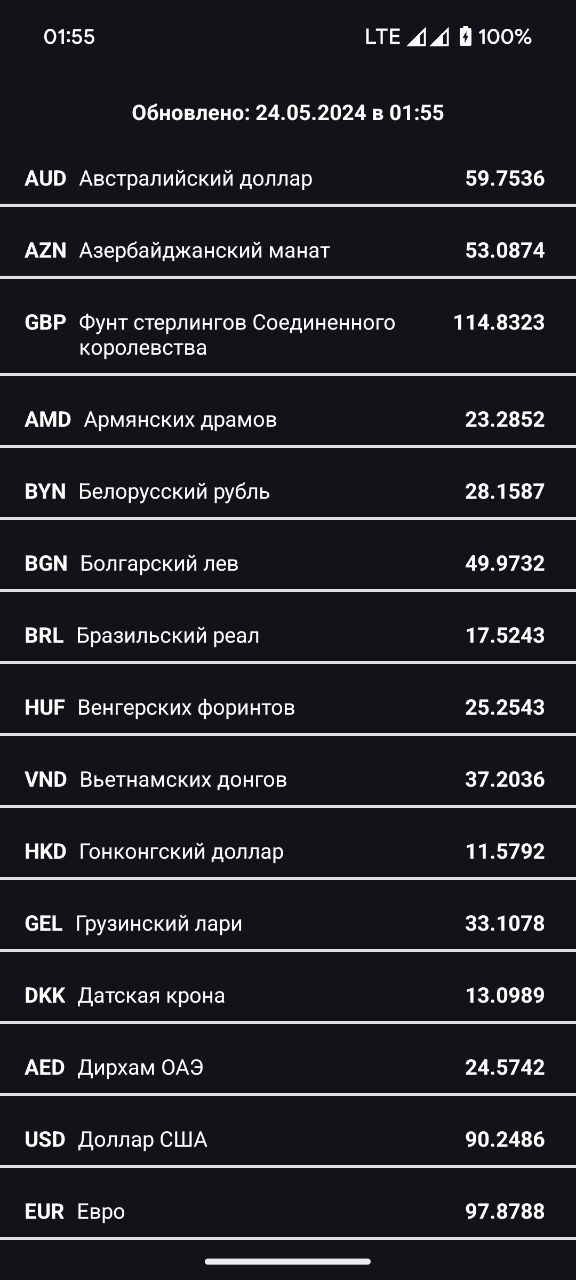 01:55 LTE 100%
Обновлено: 24.05.2024 в 01:55
AUD Австралийский доллар 59.7536
AZN Азербайджанский манат 53.0874
GBP Фунт стерлингов Соединенного 114.8323
королевства
AMD Армянских драмов 23.2852
BYN Белорусский рубль 28.1587
BGN Болгарский лев 49.9732
BRL Бразильский реал 17.5243
HUF Венгерских форинтов 25.2543
VND Вьетнамских донгов 37.2036
HKD Гонконгский доллар 11.5792
GEL Грузинский лари 33.1078
DKK Датская крона 13.0989
AED Дирхам ОАЭ 24.5742
USD Доллар США 90.2486
EUR Евро 97.8788